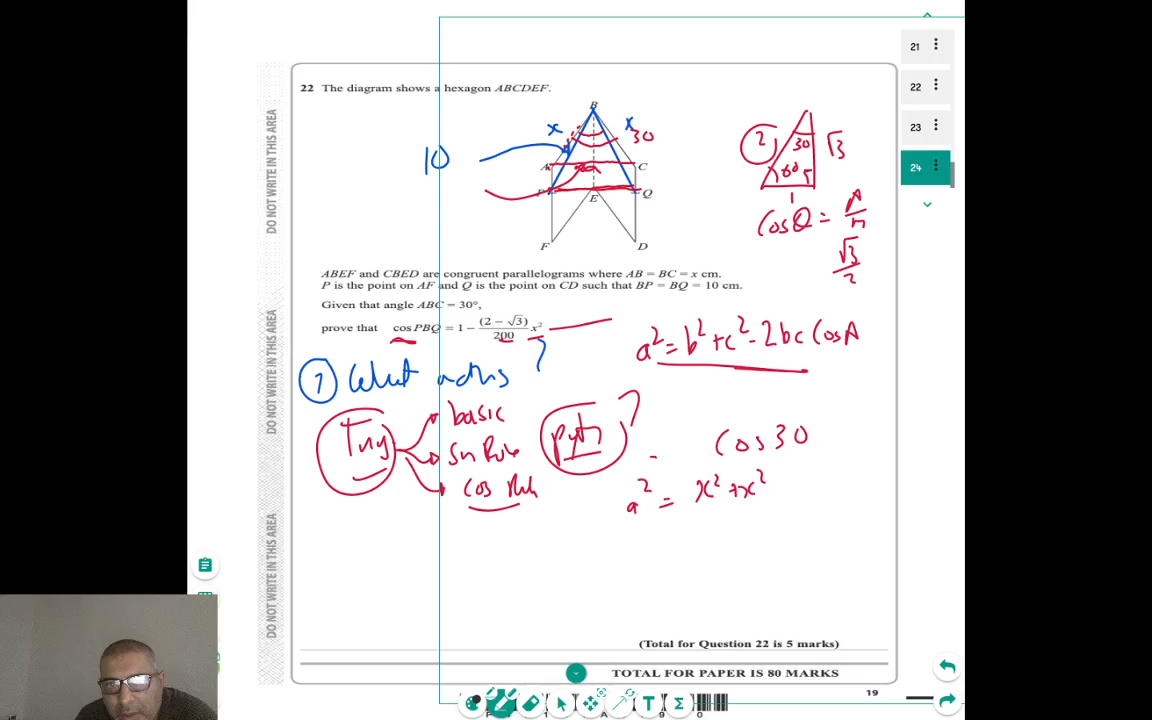 21
22
23
24
DO NOT WRITE IN THIS AREA
DO NOT WRITE IN THIS AREA
DO NOT WRITE IN THIS AREA
22 The diagram shows a hexagon ABCDEF.
B
x
x
30
10
A
C
P
Q
E
F
D
2
30
√3
60
1
Cos θ = A/H
√3/2
ABEF and CBED are congruent parallelograms where AB = BC = x cm.
P is the point on AF and Q is the point on CD such that BP = BQ = 10 cm.
Given that angle ABC = 30°,
prove that cos PBQ = 1 − (2 − √3)/200 x²
a² = b² + c² − 2bc Cos A
1 What
?
basic
Pyth ?
Cos 30
Sin Rule
cos Rule
a² = x² + x²
(Total for Question 22 is 5 marks)
TOTAL FOR PAPER IS 80 MARKS
19
T
Σ